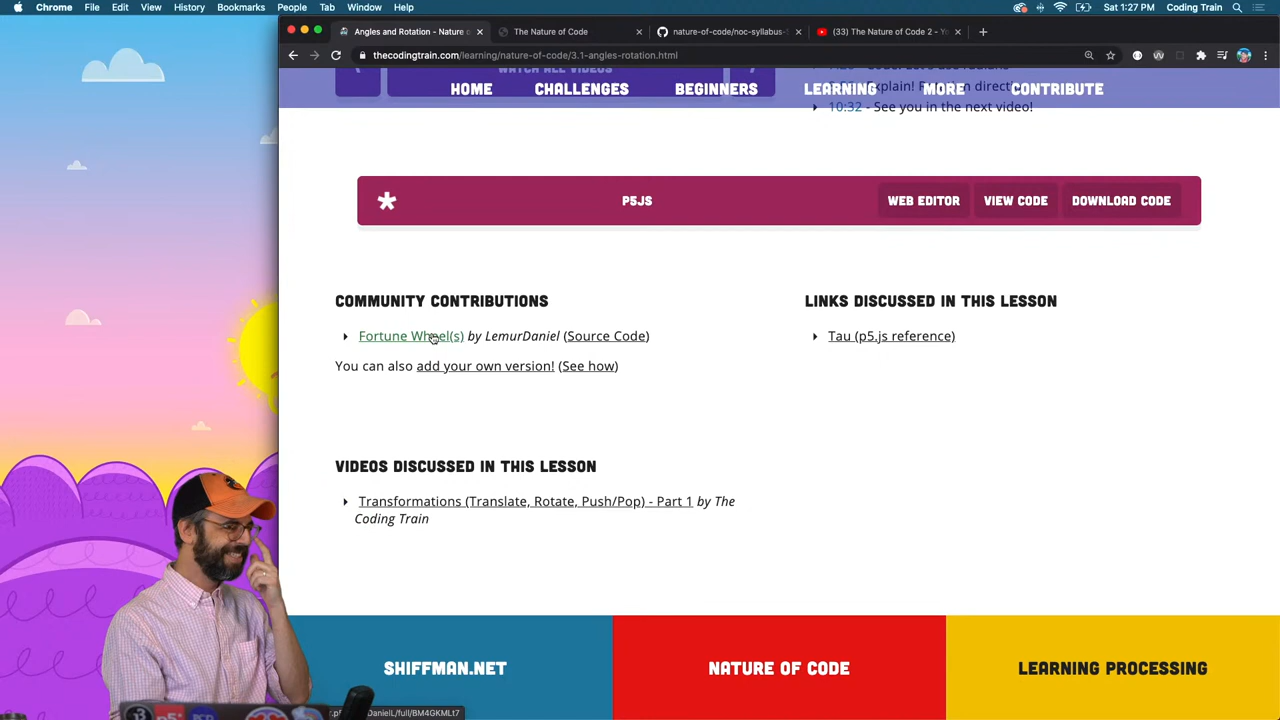 Chrome File Edit View History Bookmarks People Tab Window Help Sat 1:27 PM Coding Train
Angles and Rotation - Nature o
The Nature of Code
nature-of-code/noc-syllabus-S
(33) The Nature of Code 2 - Yo
thecodingtrain.com/learning/nature-of-code/3.1-angles-rotation.html
WATCH ALL VIDEOS
HOME CHALLENGES BEGINNERS LEARNING MORE CONTRIBUTE
10:32 - See you in the next video!
P5JS WEB EDITOR VIEW CODE DOWNLOAD CODE
COMMUNITY CONTRIBUTIONS
Fortune Wheel(s) by LemurDaniel (Source Code)
You can also add your own version! (See how)
LINKS DISCUSSED IN THIS LESSON
Tau (p5.js reference)
VIDEOS DISCUSSED IN THIS LESSON
Transformations (Translate, Rotate, Push/Pop) - Part 1 by The
Coding Train
SHIFFMAN.NET NATURE OF CODE LEARNING PROCESSING